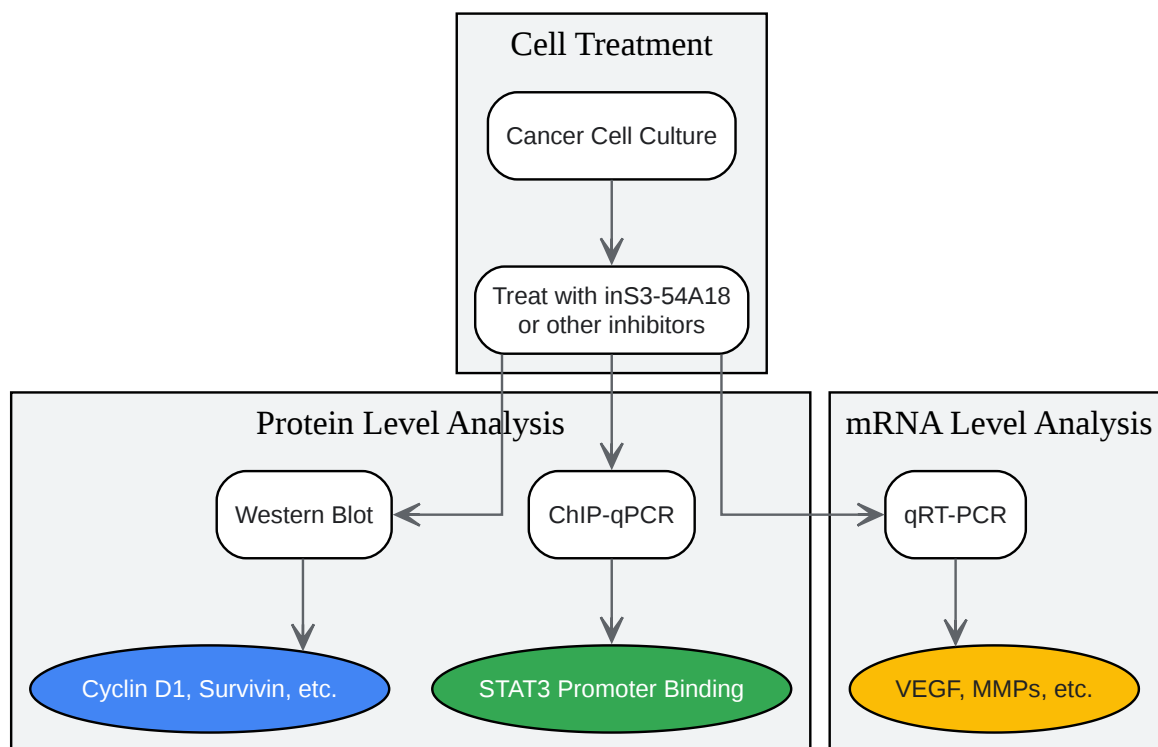 Cell Treatment
Cancer Cell Culture
Treat with inS3-54A18
or other inhibitors
Protein Level Analysis
mRNA Level Analysis
Western Blot
ChIP-qPCR
qRT-PCR
Cyclin D1, Survivin, etc.
STAT3 Promoter Binding
VEGF, MMPs, etc.